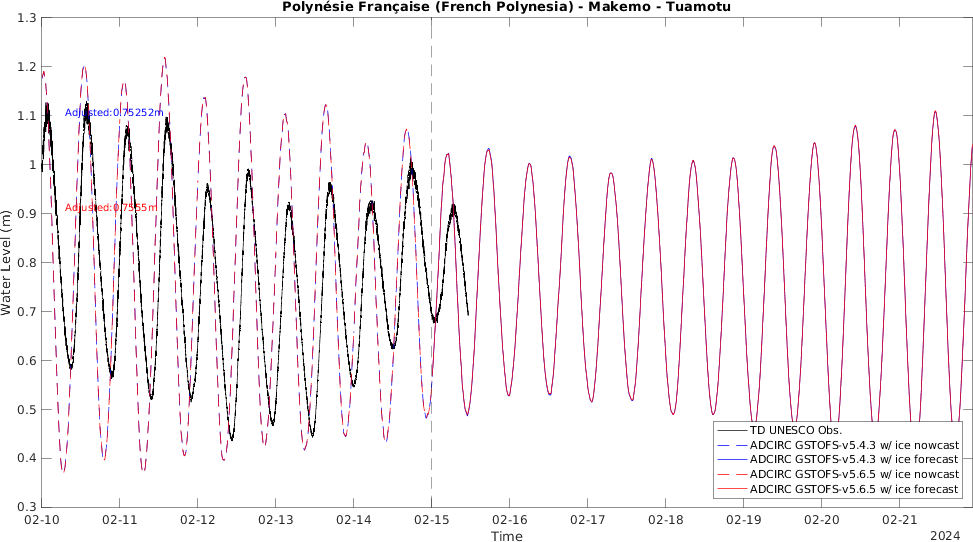 Polynésie Française (French Polynesia) - Makemo - Tuamotu
1.3
1.2
1.1
1
0.9
0.8
0.7
0.6
0.5
0.4
0.3
Water Level (m)
Adjusted:0.75252m
Adjusted:0.7565m
TD UNESCO Obs.
ADCIRC GSTOFS-v5.4.3 w/ ice nowcast
ADCIRC GSTOFS-v5.4.3 w/ ice forecast
ADCIRC GSTOFS-v5.6.5 w/ ice nowcast
ADCIRC GSTOFS-v5.6.5 w/ ice forecast
02-10 02-11 02-12 02-13 02-14 02-15 02-16 02-17 02-18 02-19 02-20 02-21
Time
2024